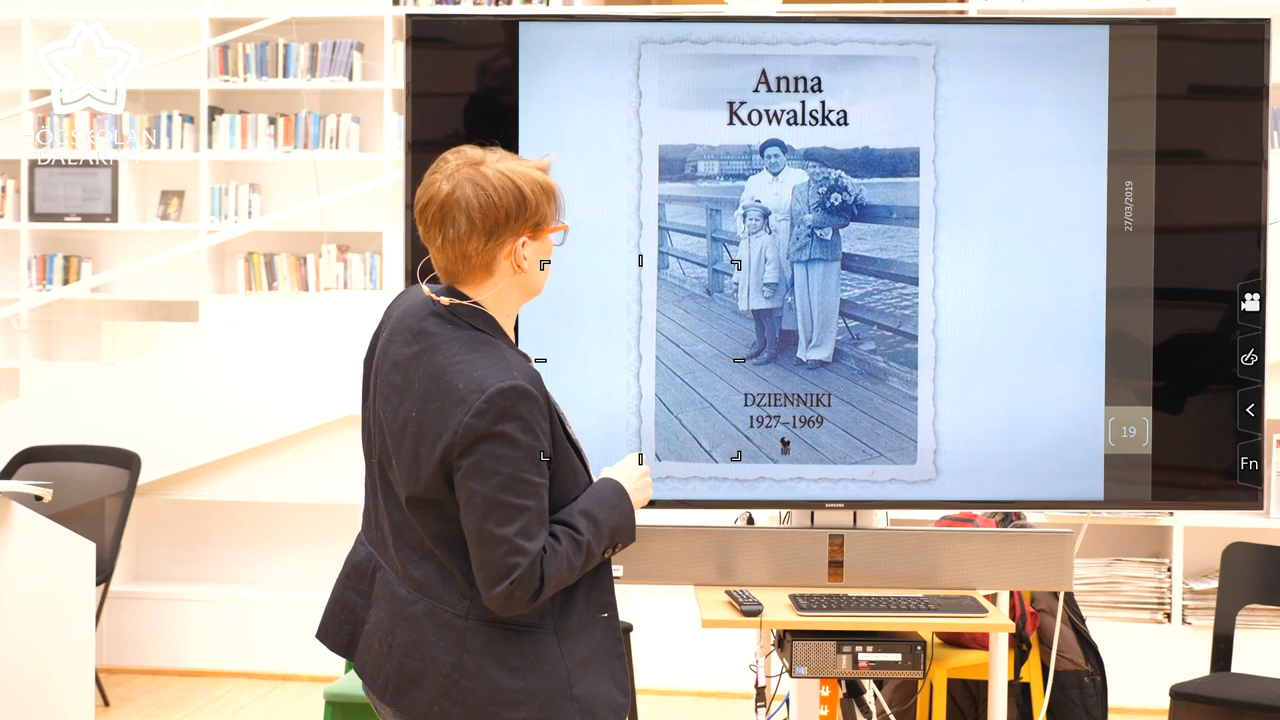 HÖGSKOLAN
DALARNA
Anna
Kowalska
DZIENNIKI
1927–1969
27/03/2019
19
Fn
SAMSUNG